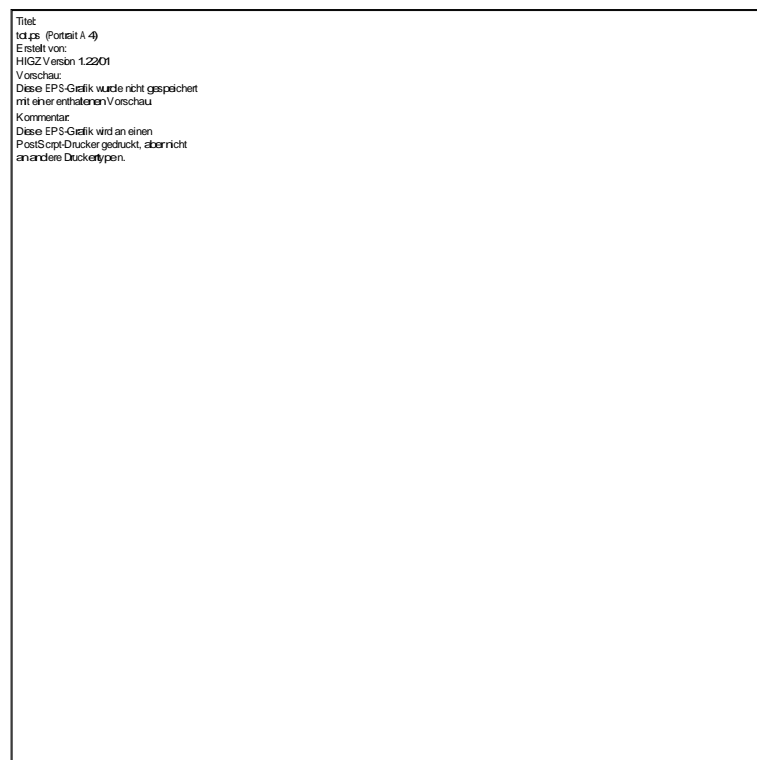 Titel:
tot.ps (Portrait A 4)
Erstellt von:
HIGZ Version 1.22/01
Vorschau:
Diese EPS-Grafik wurde nicht gespeichert
mit einer enthaltenen Vorschau.
Kommentar:
Diese EPS-Grafik wird an einen
PostScript-Drucker gedruckt, aber nicht
an andere Druckertypen.